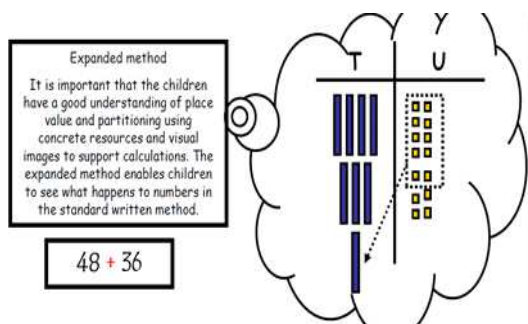 Expanded method
It is important that the children
have a good understanding of place
value and partitioning using
concrete resources and visual
images to support calculations. The
expanded method enables children
to see what happens to numbers in
the standard written method.
48 + 36
T U